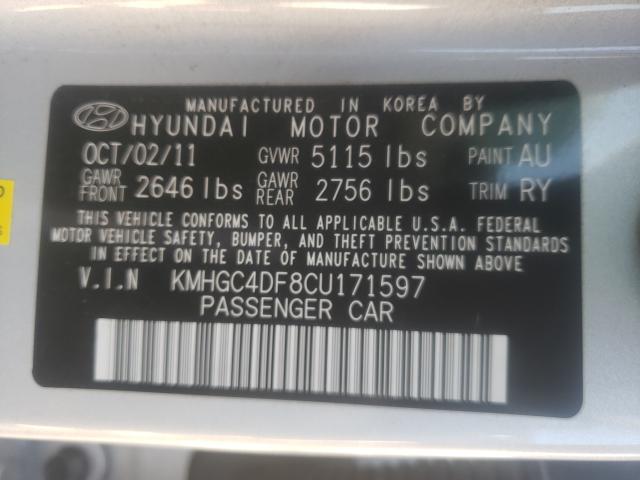 MANUFACTURED IN KOREA BY
HYUNDAI MOTOR COMPANY
OCT/02/11 GVWR 5115 lbs PAINT AU
GAWR FRONT 2646 lbs GAWR REAR 2756 lbs TRIM RY
THIS VEHICLE CONFORMS TO ALL APPLICABLE U.S.A. FEDERAL
MOTOR VEHICLE SAFETY, BUMPER, AND THEFT PREVENTION STANDARDS
IN EFFECT ON THE DATE OF MANUFACTURE SHOWN ABOVE.
V.I.N KMHGC4DF8CU171597
PASSENGER CAR